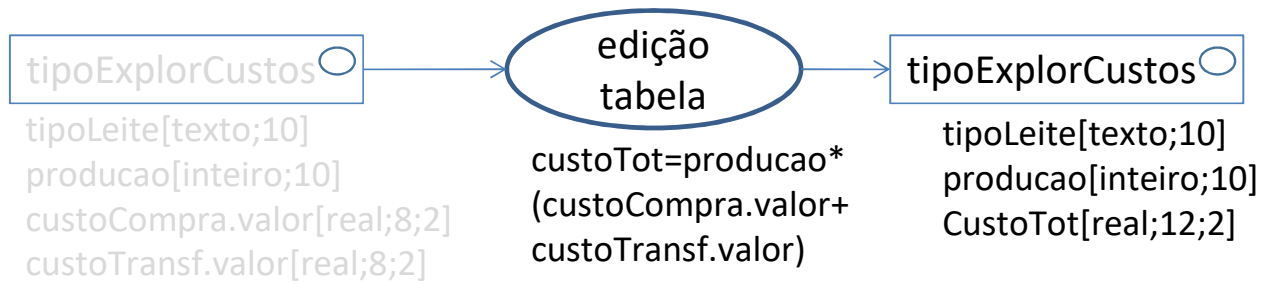 tipoExplorCustos
tipoLeite[texto;10]
producao[inteiro;10]
custoCompra.valor[real;8;2]
custoTransf.valor[real;8;2]
edição
tabela
custoTot=producao*
(custoCompra.valor+
custoTransf.valor)
tipoExplorCustos
tipoLeite[texto;10]
producao[inteiro;10]
CustoTot[real;12;2]